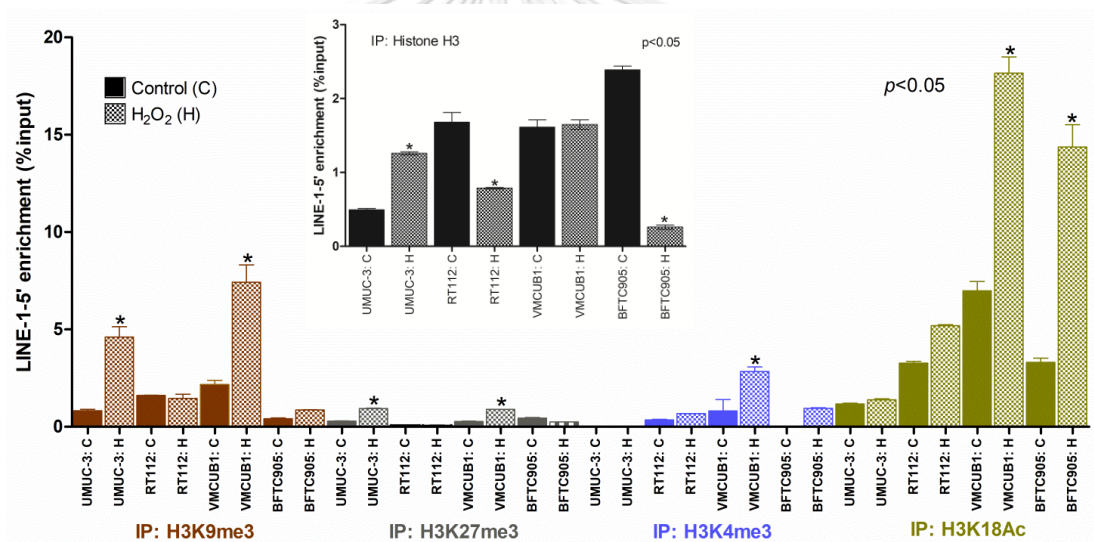 20
15
10
5
0
LINE-1-5' enrichment (%input)
Control (C)
H₂O₂ (H)
3
2
1
0
LINE-1-5' enrichment (%input)
IP: Histone H3
p<0.05
*
*
*
UMUC-3: C
UMUC-3: H
RT112: C
RT112: H
VMCUB1: C
VMCUB1: H
BFTC905: C
BFTC905: H
p<0.05
*
*
*
*
*
*
*
UMUC-3: C
UMUC-3: H
RT112: C
RT112: H
VMCUB1: C
VMCUB1: H
BFTC905: C
BFTC905: H
UMUC-3: C
UMUC-3: H
RT112: C
RT112: H
VMCUB1: C
VMCUB1: H
BFTC905: C
BFTC905: H
UMUC-3: C
UMUC-3: H
RT112: C
RT112: H
VMCUB1: C
VMCUB1: H
BFTC905: C
BFTC905: H
UMUC-3: C
UMUC-3: H
RT112: C
RT112: H
VMCUB1: C
VMCUB1: H
BFTC905: C
BFTC905: H
IP: H3K9me3
IP: H3K27me3
IP: H3K4me3
IP: H3K18Ac